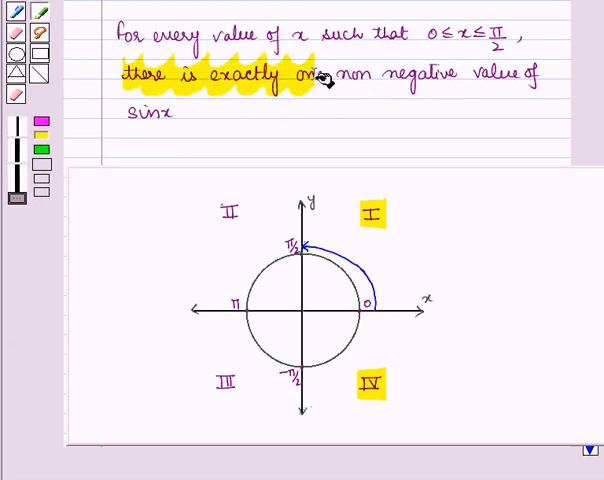 For every value of x such that 0 ≤ x ≤ π/2,
there is exactly one non negative value of
sinx
y
II
I
π/2
π
0
x
III
-π/2
IV